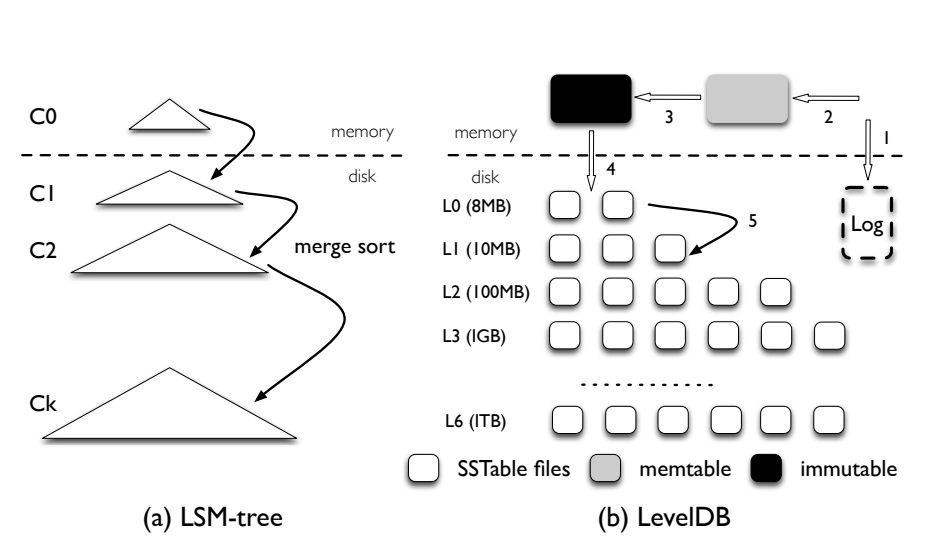 C0
memory
disk
C1
C2
merge sort
Ck
(a) LSM-tree
memory
disk
3
2
1
4
L0 (8MB)
5
Log
L1 (10MB)
L2 (100MB)
L3 (1GB)
L6 (1TB)
SSTable files
memtable
immutable
(b) LevelDB